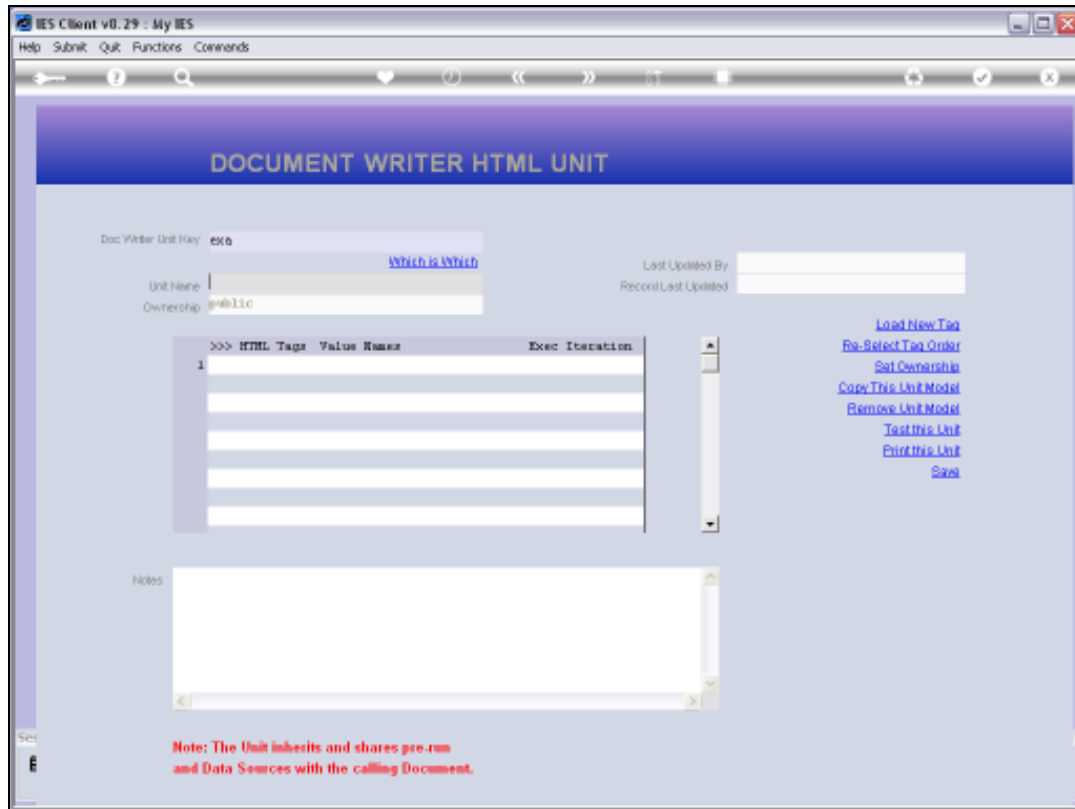 IES Client v8.29 : My IES
Help Submit Quit Functions Commands
DOCUMENT WRITER HTML UNIT
Doc Writer Unit Key exa
Which is Which
Last Updated By
Unit Name
Record Last Updated
Ownership public
Load New Tag
>>> HTML Tags Value Names Exec Iteration
Re-Select Tag Order
1
Set Ownership
Copy This Unit Model
Remove Unit Model
Test this Unit
Print this Unit
Save
Notes
Note: The Unit inherits and shares pre-run
and Data Sources with the calling Document.